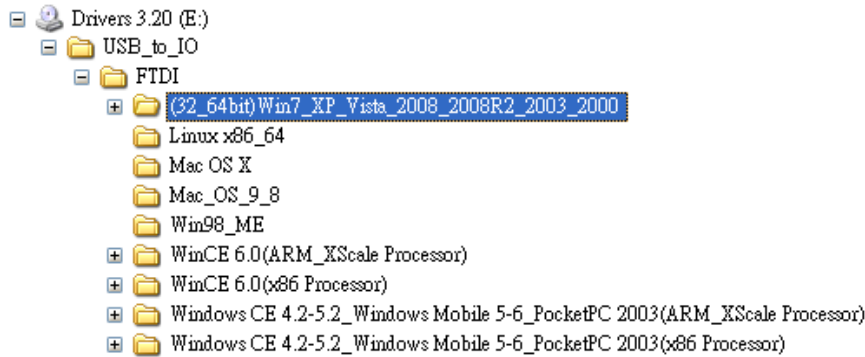 Drivers 3.20 (E:)
USB_to_IO
FTDI
(32_64bit)Win7_XP_Vista_2008_2008R2_2003_2000
Linux x86_64
Mac OS X
Mac_OS_9_8
Win98_ME
WinCE 6.0(ARM_XScale Processor)
WinCE 6.0(x86 Processor)
Windows CE 4.2-5.2_Windows Mobile 5-6_PocketPC 2003(ARM_XScale Processor)
Windows CE 4.2-5.2_Windows Mobile 5-6_PocketPC 2003(x86 Processor)